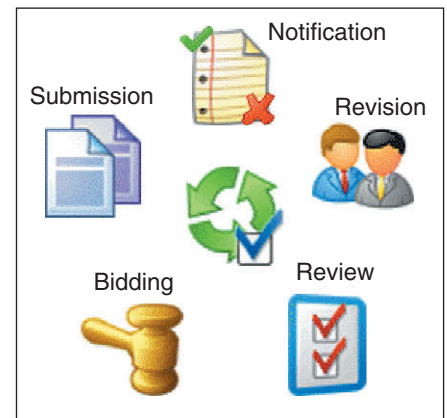 Notification
Submission
Revision
Bidding
Review